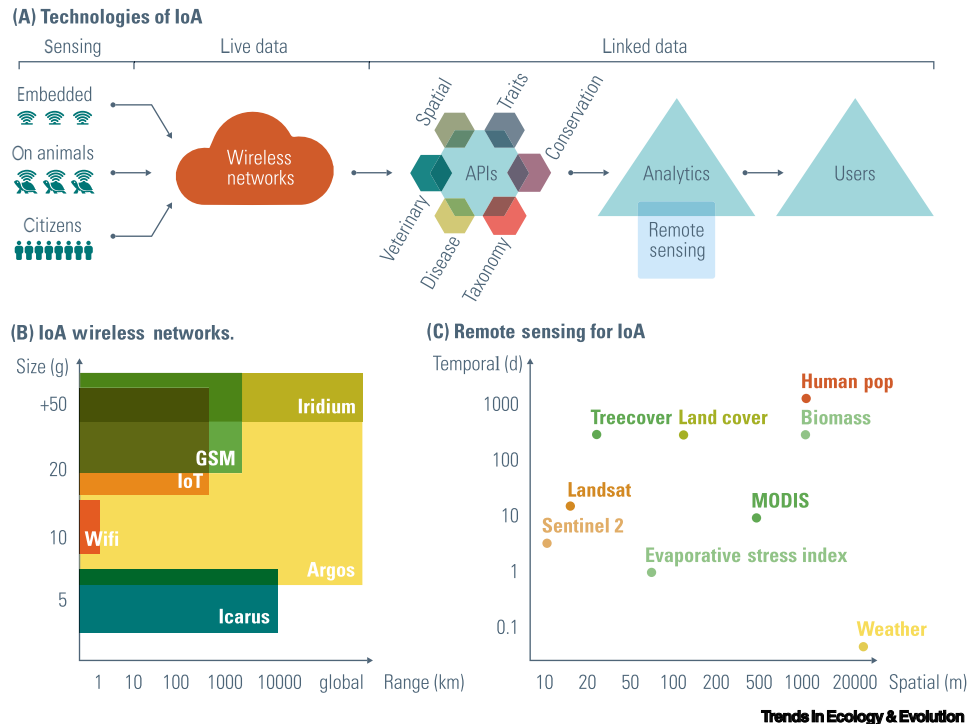 (A) Technologies of IoA
Sensing
Live data
Linked data
Embedded
On animals
Citizens
Wireless
networks
Spatial
Traits
Conservation
Veterinary
Disease
Taxonomy
APIs
Analytics
Remote
sensing
Users
(B) IoA wireless networks.
Size (g)
+50
20
10
5
Iridium
GSM
IoT
Wifi
Argos
Icarus
1 10 100 1000 10000 global Range (km)
(C) Remote sensing for IoA
Temporal (d)
1000
100
10
1
0.1
Human pop
Treecover
Land cover
Biomass
Landsat
MODIS
Sentinel 2
Evaporative stress index
Weather
10 20 50 100 200 500 1000 20000 Spatial (m)
Trends in Ecology & Evolution